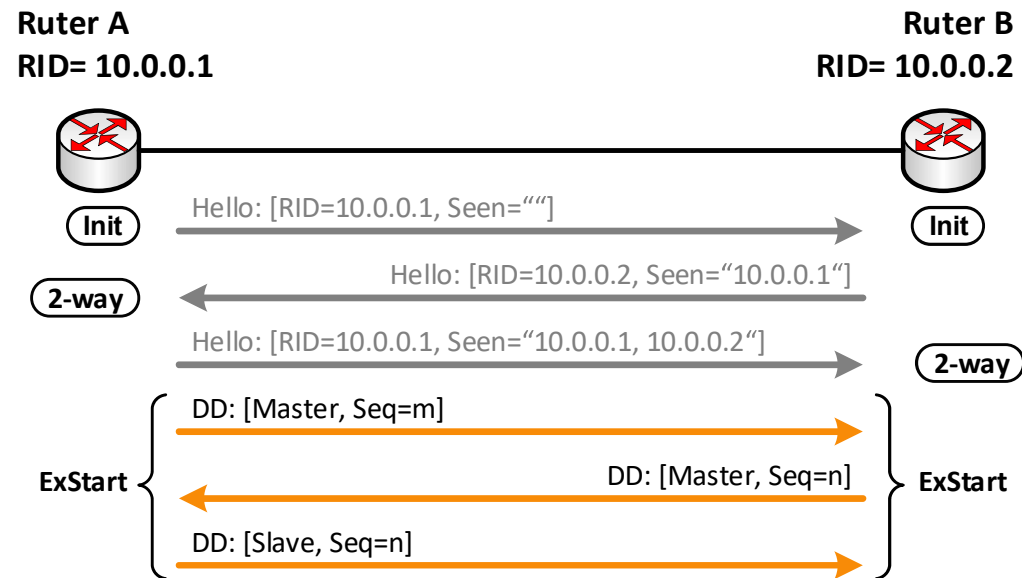 Ruter A
RID= 10.0.0.1
Ruter B
RID= 10.0.0.2
Init
Hello: [RID=10.0.0.1, Seen=““]
Init
Hello: [RID=10.0.0.2, Seen=“10.0.0.1“]
2-way
Hello: [RID=10.0.0.1, Seen=“10.0.0.1, 10.0.0.2“]
2-way
DD: [Master, Seq=m]
ExStart
DD: [Master, Seq=n]
ExStart
DD: [Slave, Seq=n]